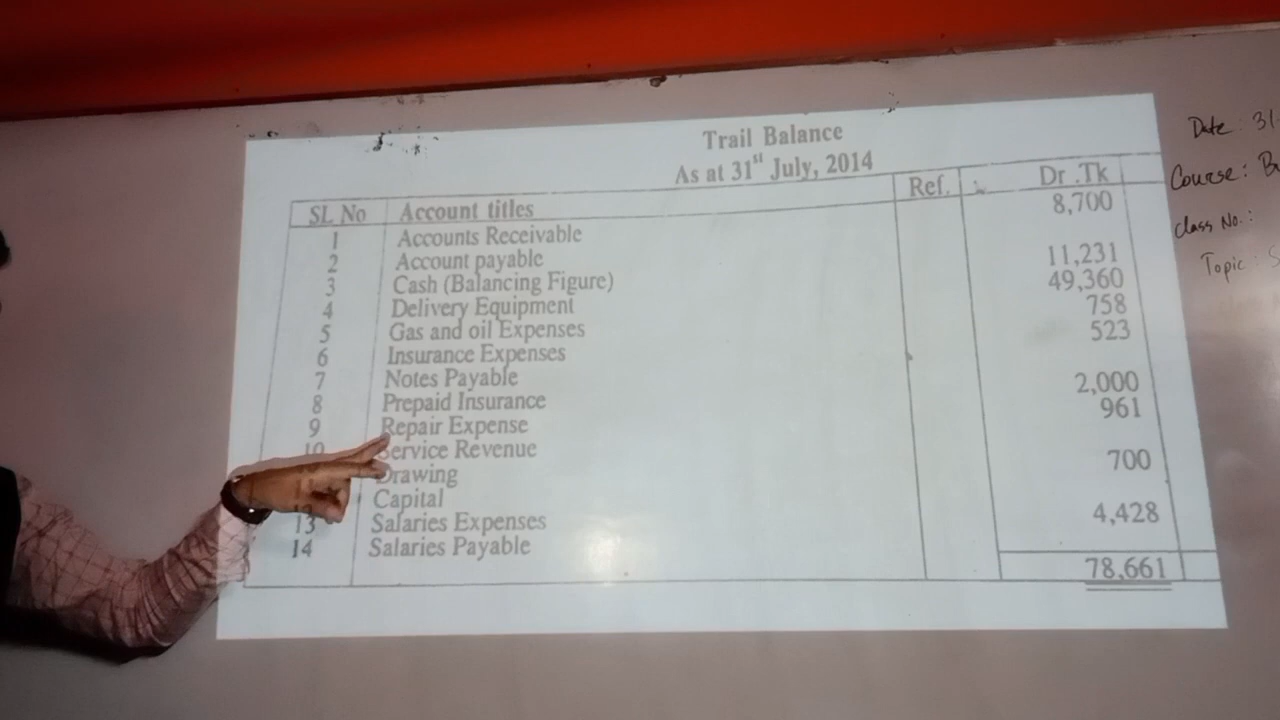 Trail Balance
As at 31st July, 2014
SL No Account titles Ref. Dr .Tk
1 Accounts Receivable 8,700
2 Account payable
3 Cash (Balancing Figure) 11,231
4 Delivery Equipment 49,360
5 Gas and oil Expenses 758
6 Insurance Expenses 523
7 Notes Payable
8 Prepaid Insurance 2,000
9 Repair Expense 961
10 Service Revenue
Drawing 700
Capital
13 Salaries Expenses 4,428
14 Salaries Payable
78,661
Date : 31
Course :
Class No. :
Topic :